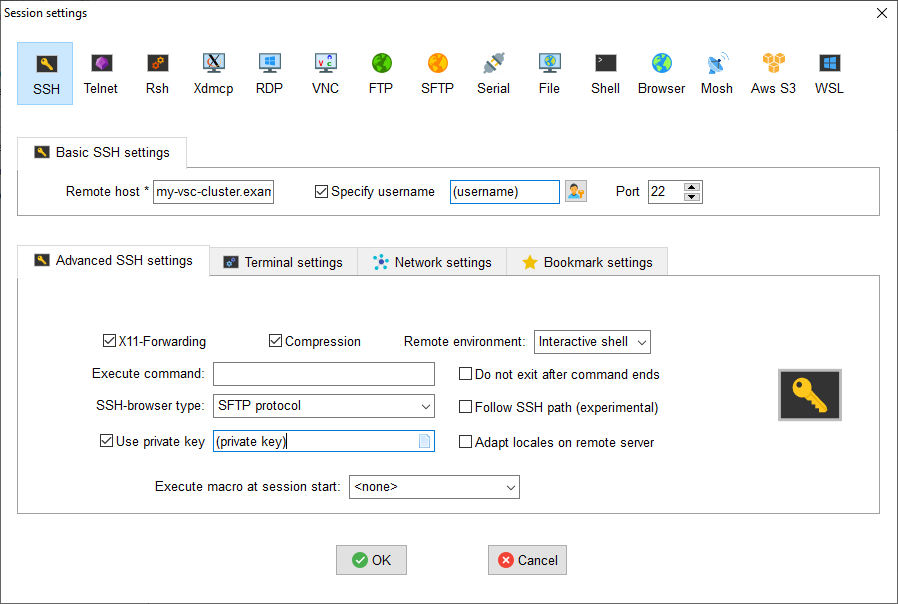 Session settings
SSH Telnet Rsh Xdmcp RDP VNC FTP SFTP Serial File Shell Browser Mosh Aws S3 WSL
Basic SSH settings
Remote host * my-vsc-cluster.exam Specify username (username) Port 22
Advanced SSH settings Terminal settings Network settings Bookmark settings
X11-Forwarding Compression Remote environment: Interactive shell
Execute command: Do not exit after command ends
SSH-browser type: SFTP protocol Follow SSH path (experimental)
Use private key (private key) Adapt locales on remote server
Execute macro at session start: <none>
OK Cancel